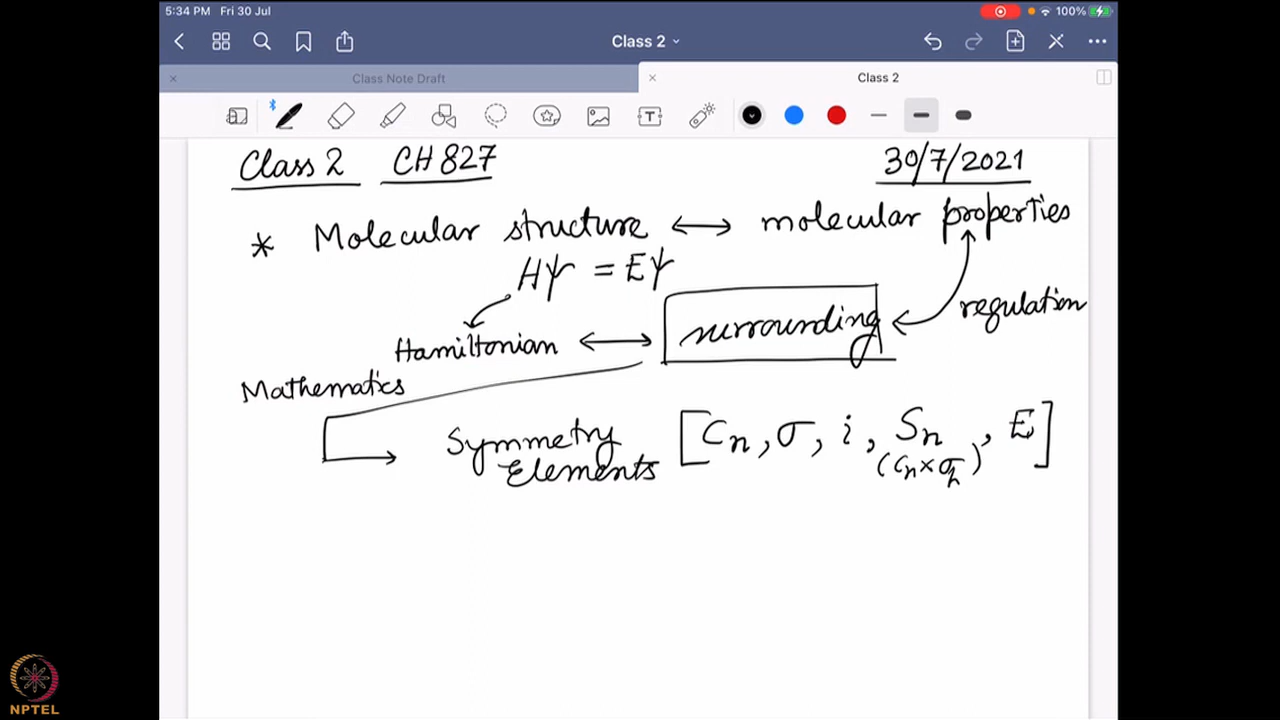 5:34 PM Fri 30 Jul 100%
Class 2
Class Note Draft Class 2
T
Class 2 CH 827 30/7/2021
* Molecular structure ↔ molecular properties
Hψ = Eψ
regulation
Hamiltonian ↔ surrounding
Mathematics
Symmetry Elements [Cn, σ, i, Sn, E]
(Cn×σh)
NPTEL